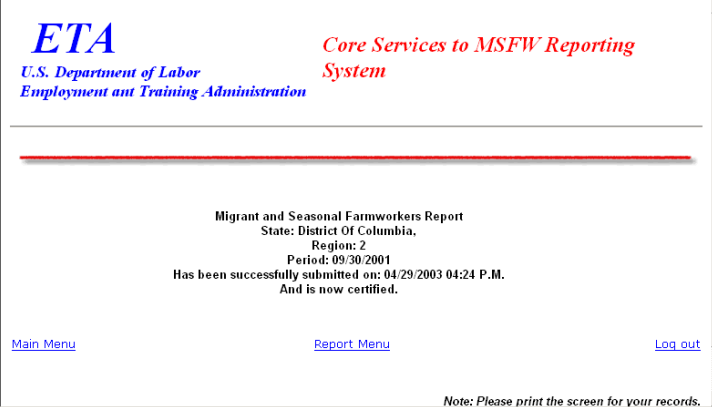 ETA
Core Services to MSFW Reporting
System
U.S. Department of Labor
Employment ant Training Administration
Migrant and Seasonal Farmworkers Report
State: District Of Columbia,
Region: 2
Period: 09/30/2001
Has been successfully submitted on: 04/29/2003 04:24 P.M.
And is now certified.
Main Menu
Report Menu
Log out
Note: Please print the screen for your records.